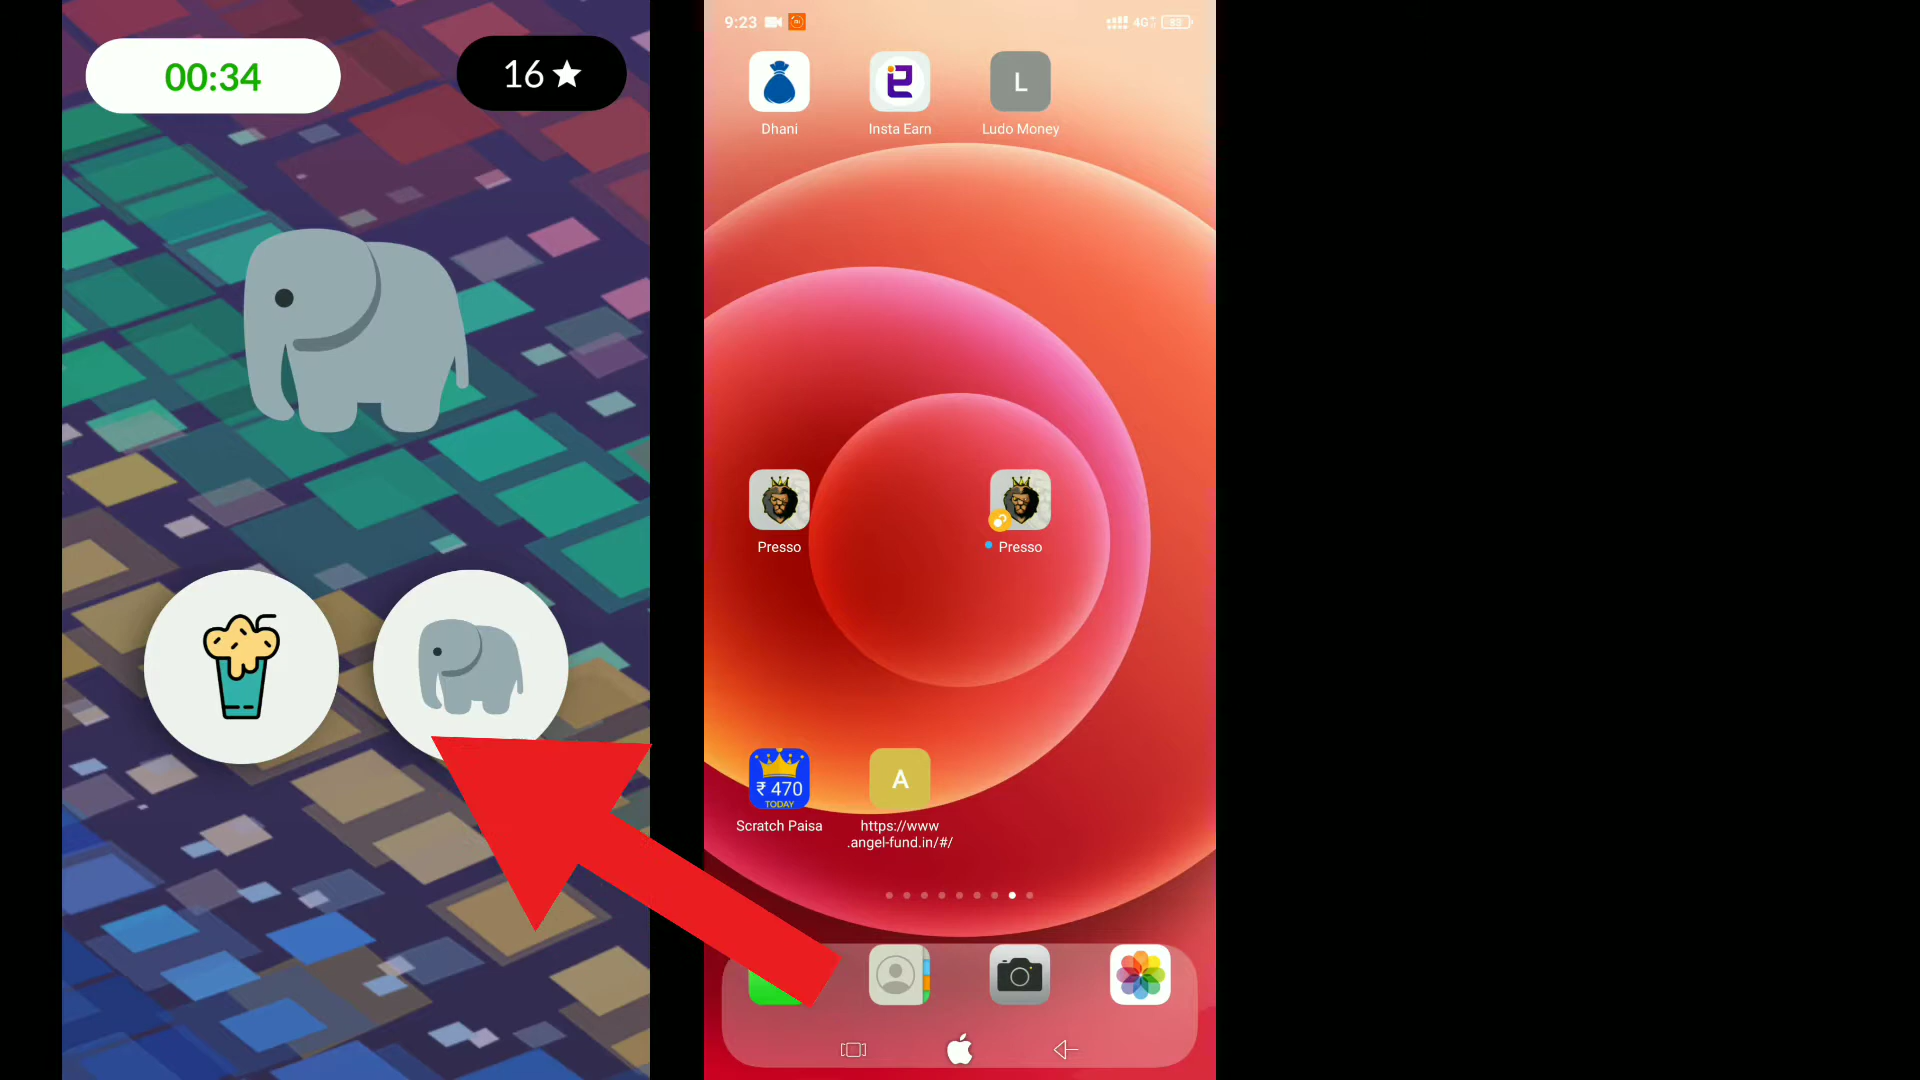 00:34
16
9:23
4G
83
Dhani
Insta Earn
L
Ludo Money
Presso
Presso
₹ 470
TODAY
Scratch Paisa
A
https://www
.angel-fund.in/#/